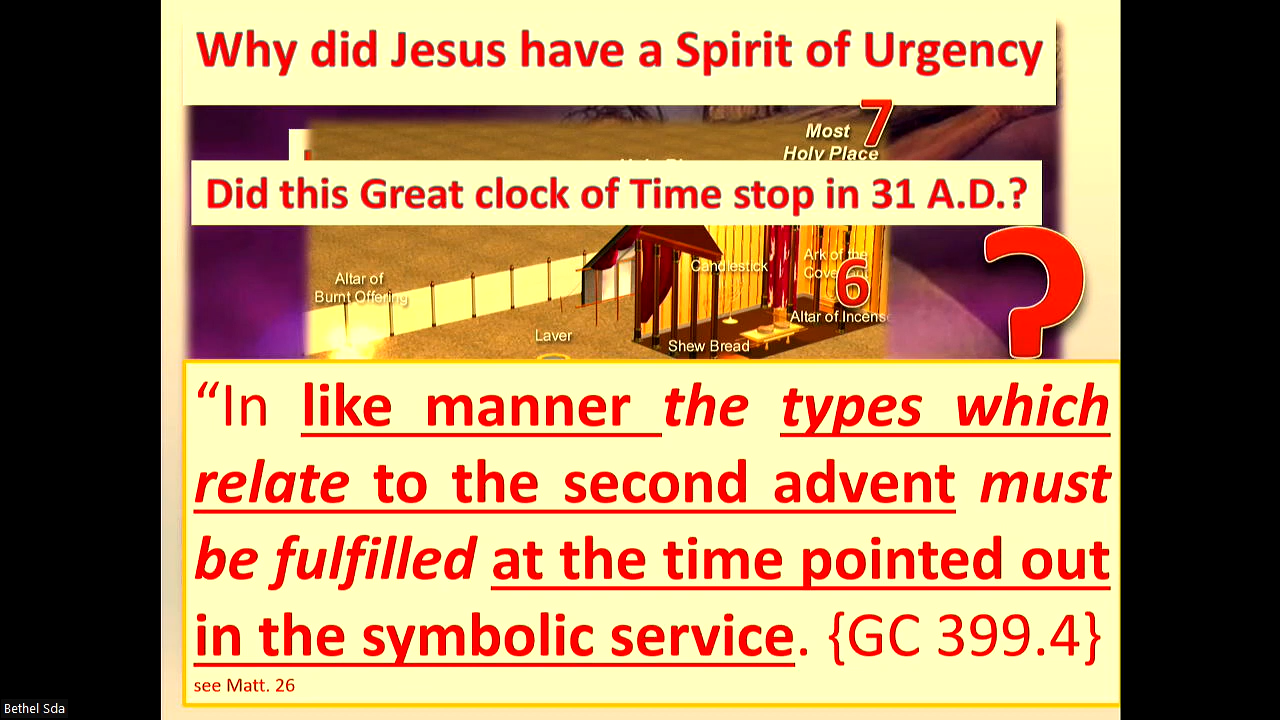 Why did Jesus have a Spirit of Urgency
7
Most
Holy Place
Did this Great clock of Time stop in 31 A.D.?
?
Altar of
Burnt Offering
Candlestick
Ark of the
Covenant
6
Altar of Incense
Laver
Shew Bread
“In like manner the types which
relate to the second advent must
be fulfilled at the time pointed out
in the symbolic service. {GC 399.4}
see Matt. 26
Bethel Sda